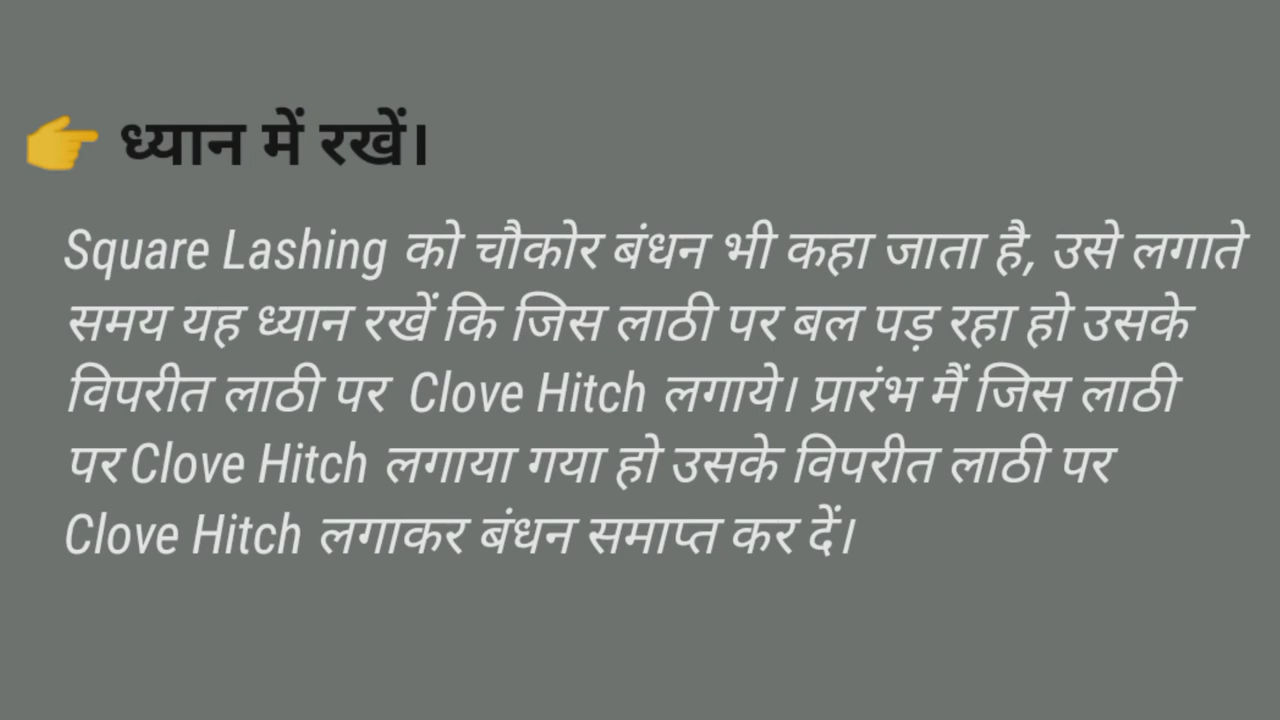 👉 ध्यान में रखें।
Square Lashing को चौकोर बंधन भी कहा जाता है, उसे लगाते
समय यह ध्यान रखें कि जिस लाठी पर बल पड़ रहा हो उसके
विपरीत लाठी पर Clove Hitch लगाये। प्रारंभ मैं जिस लाठी
पर Clove Hitch लगाया गया हो उसके विपरीत लाठी पर
Clove Hitch लगाकर बंधन समाप्त कर दें।